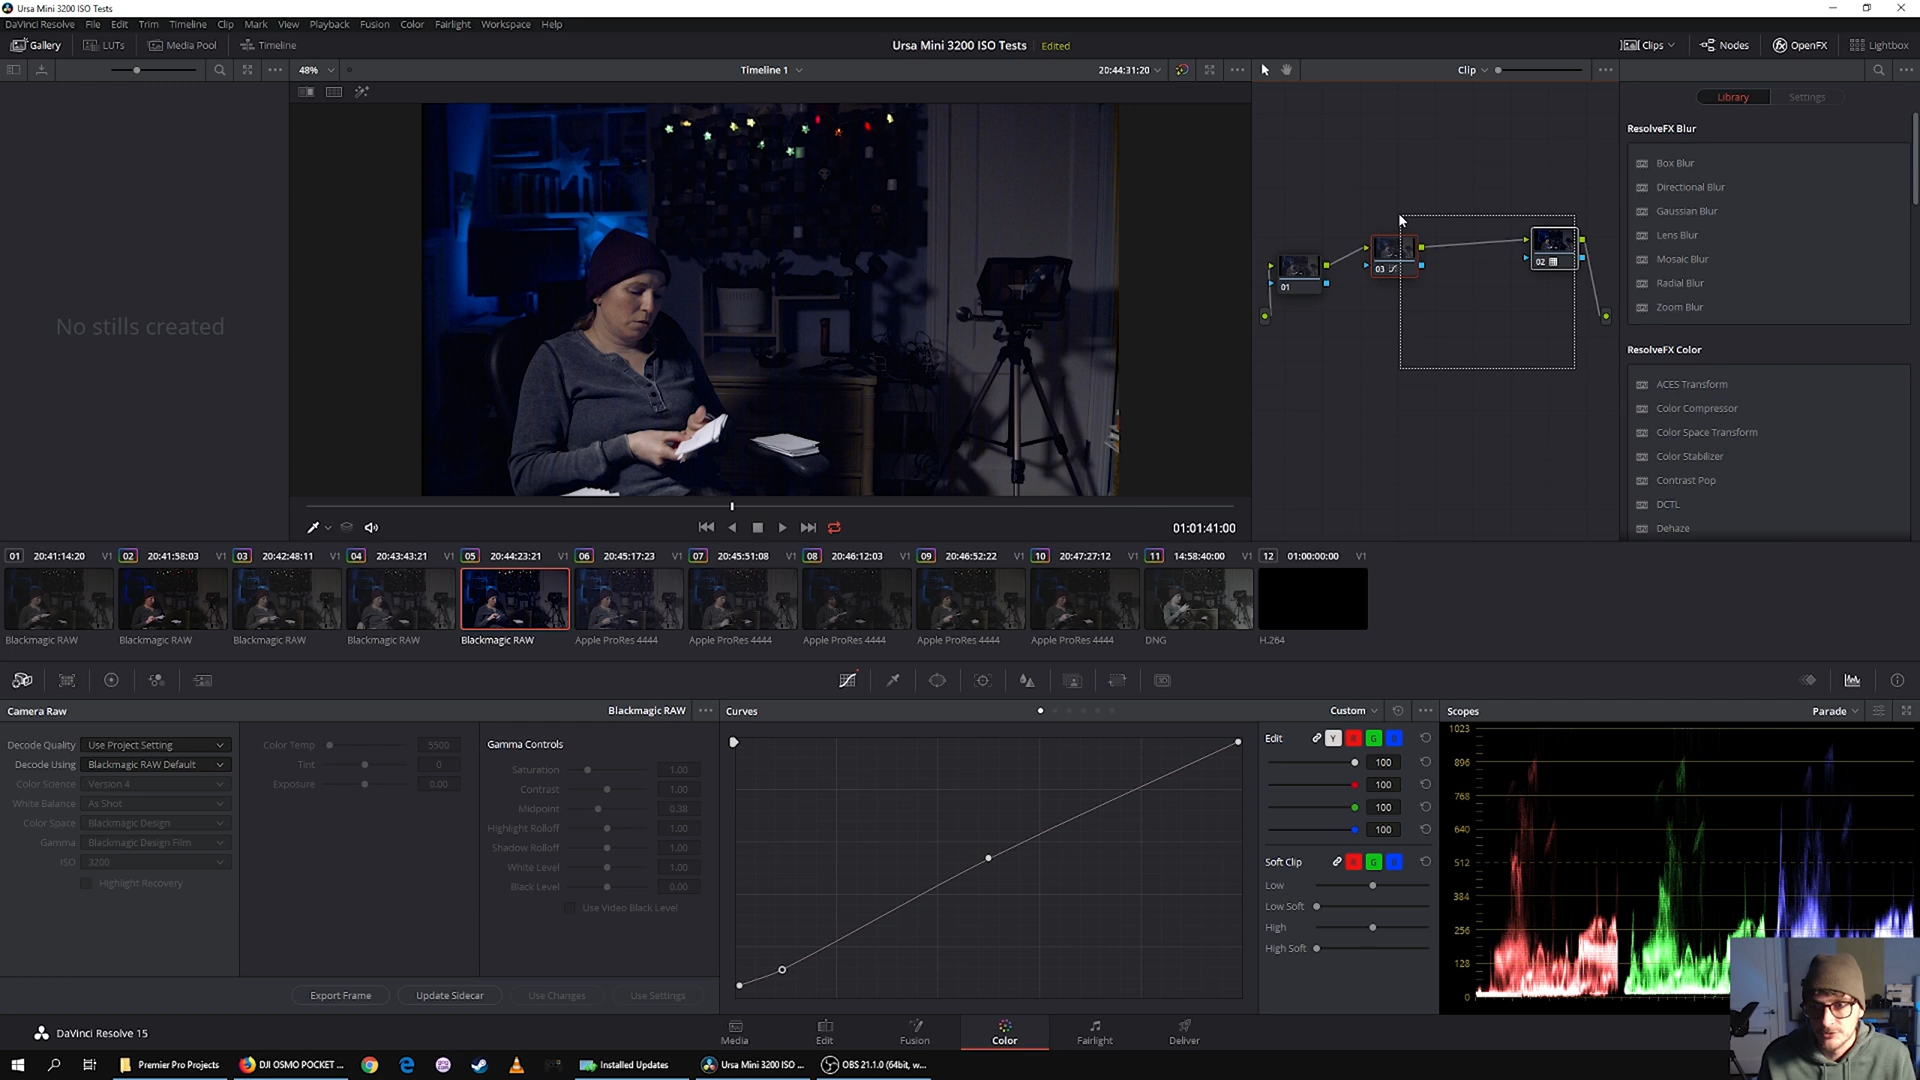 Ursa Mini 3200 ISO Tests
DaVinci Resolve File Edit Trim Timeline Clip Mark View Playback Fusion Color Fairlight Workspace Help
Gallery LUTs Media Pool Timeline Ursa Mini 3200 ISO Tests Edited Clips Nodes OpenFX Lightbox
48% Timeline 1 20:44:31:20 Clip
Library Settings
ResolveFX Blur
Box Blur
Directional Blur
Gaussian Blur
Lens Blur
Mosaic Blur
Radial Blur
Zoom Blur
ResolveFX Color
ACES Transform
Color Compressor
Color Space Transform
Color Stabilizer
Contrast Pop
DCTL
Dehaze
01
03
02
No stills created
01:01:41:00
01 20:41:14:20 V1 02 20:41:58:03 V1 03 20:42:48:11 V1 04 20:43:43:21 V1 05 20:44:23:21 V1 06 20:45:17:23 V1 07 20:45:51:08 V1 08 20:46:12:03 V1 09 20:46:52:22 V1 10 20:47:27:12 V1 11 14:58:40:00 V1 12 01:00:00:00 V1
Blackmagic RAW Blackmagic RAW Blackmagic RAW Blackmagic RAW Blackmagic RAW Apple ProRes 4444 Apple ProRes 4444 Apple ProRes 4444 Apple ProRes 4444 Apple ProRes 4444 DNG H.264
Camera Raw Blackmagic RAW
Decode Quality Use Project Setting
Decode Using Blackmagic RAW Default
Color Science Version 4
White Balance As Shot
Color Space Blackmagic Design
Gamma Blackmagic Design Film
ISO 3200
Highlight Recovery
Color Temp 5500
Tint 0
Exposure 0.00
Gamma Controls
Saturation 1.00
Contrast 1.00
Midpoint 0.38
Highlight Rolloff 1.00
Shadow Rolloff 1.00
White Level 1.00
Black Level 0.00
Use Video Black Level
Export Frame Update Sidecar Use Changes Use Settings
Curves Custom
Edit Y R G B
100
100
100
100
Soft Clip R G B
Low
Low Soft
High
High Soft
Scopes Parade
1023
896
768
640
512
384
256
128
0
DaVinci Resolve 15
Media Edit Fusion Color Fairlight Deliver
Premier Pro Projects DJI OSMO POCKET ... Installed Updates Ursa Mini 3200 ISO ... OBS 21.1.0 (64bit, w...